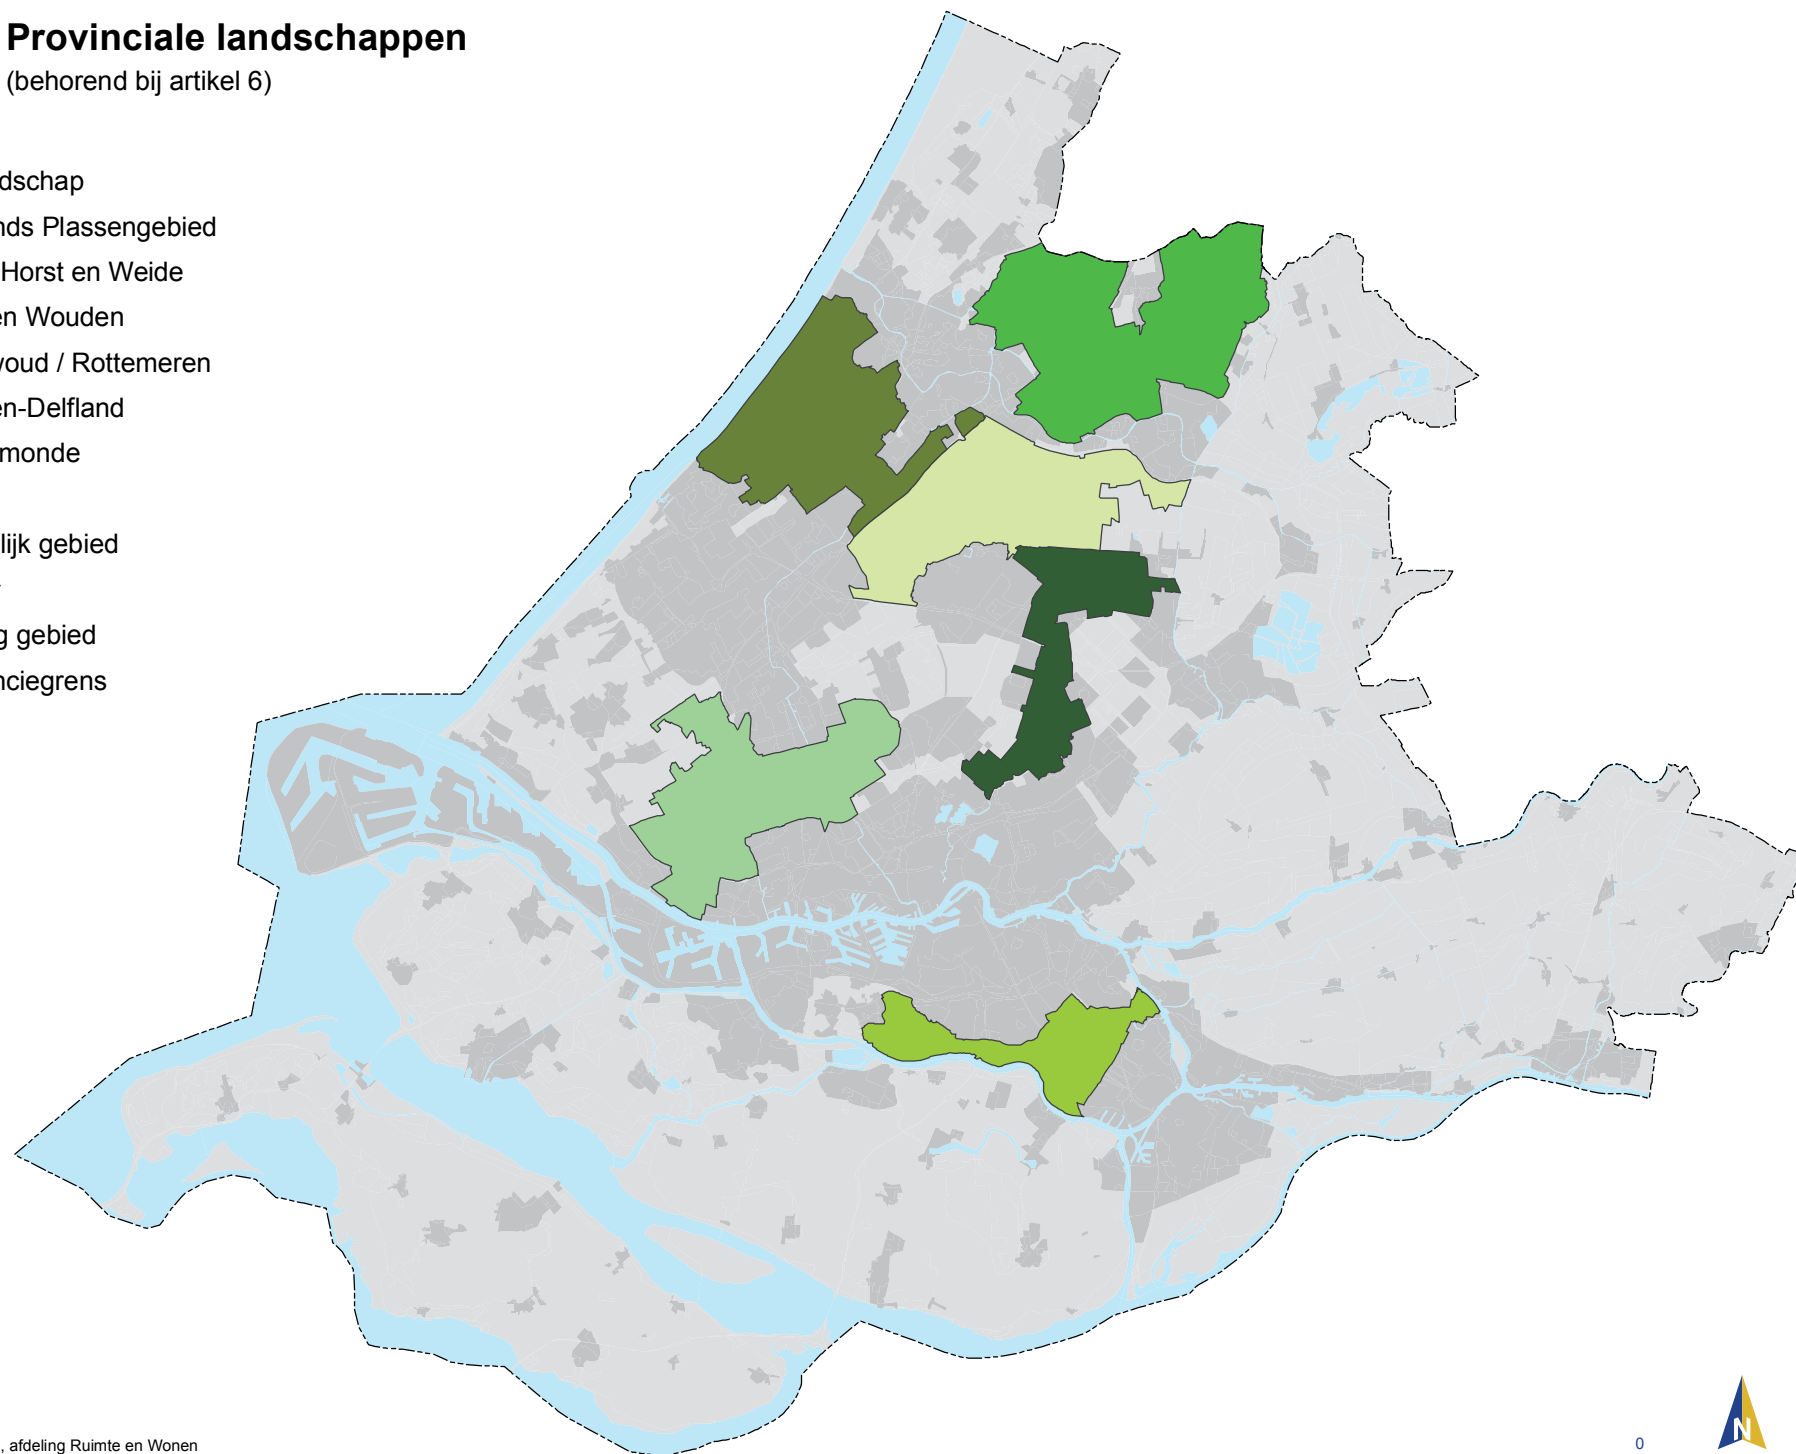 Provinciale landschappen
(behorend bij artikel 6)
dschap
nds Plassengebied
Horst en Weide
en Wouden
woud / Rottemeren
en-Delfland
monde
lijk gebied
g gebied
nciegrens
, afdeling Ruimte en Wonen
0
N